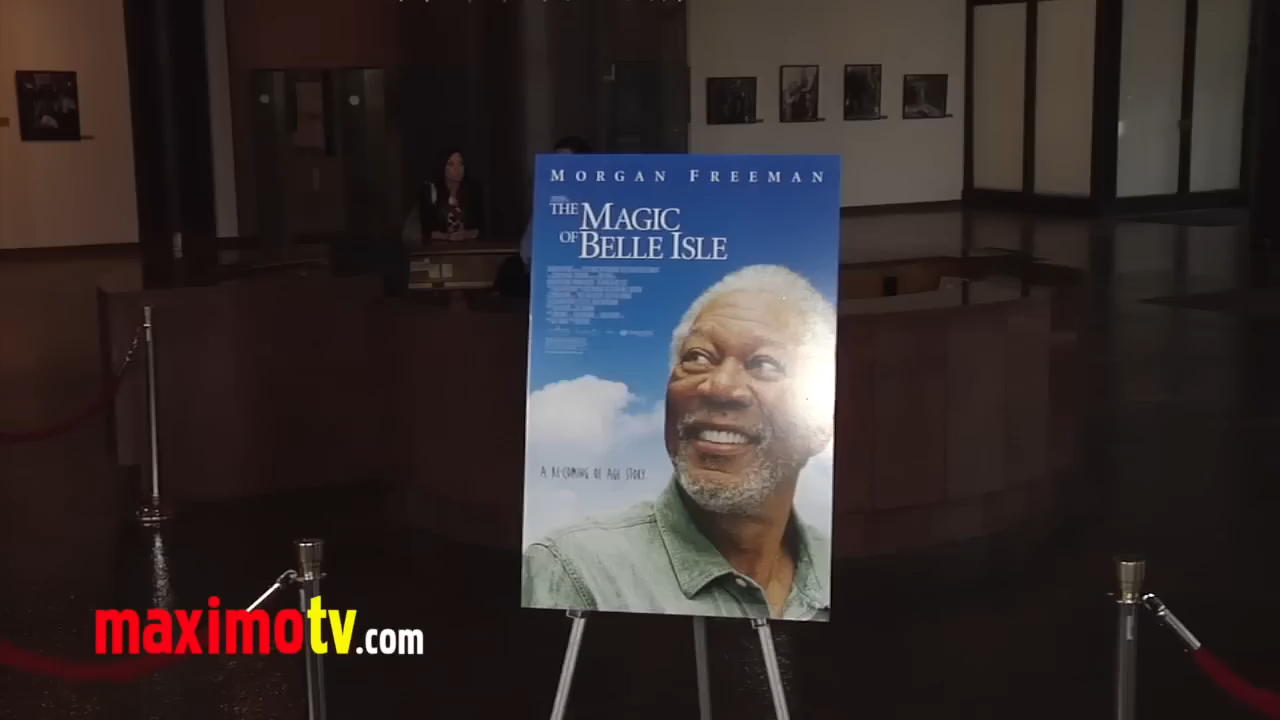 MORGAN FREEMAN
THE MAGIC
OF BELLE ISLE
A RE-COMING OF AGE STORY.
maximotv.com